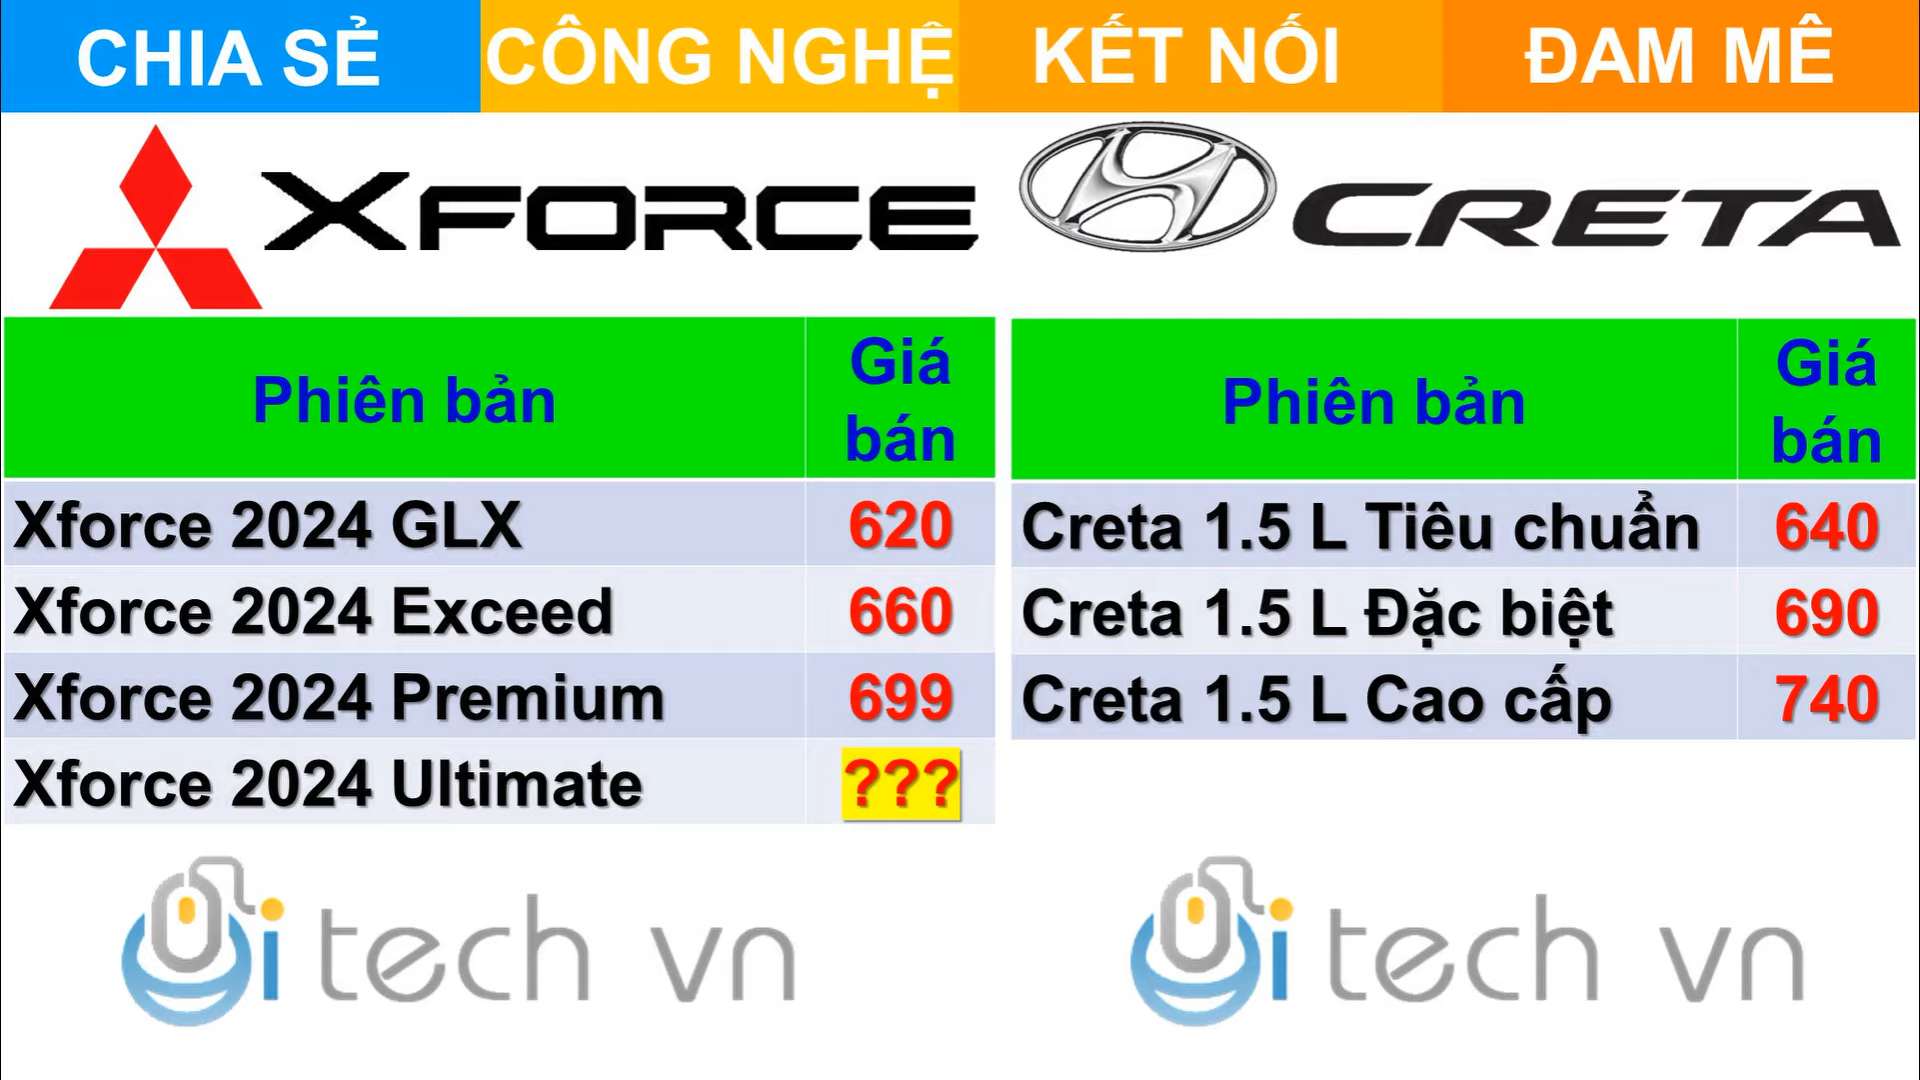 CHIA SẺ CÔNG NGHỆ KẾT NỐI ĐAM MÊ
XFORCE
CRETA
Phiên bản Giá bán
Xforce 2024 GLX 620
Xforce 2024 Exceed 660
Xforce 2024 Premium 699
Xforce 2024 Ultimate ???
Phiên bản Giá bán
Creta 1.5 L Tiêu chuẩn 640
Creta 1.5 L Đặc biệt 690
Creta 1.5 L Cao cấp 740
i tech vn
i tech vn